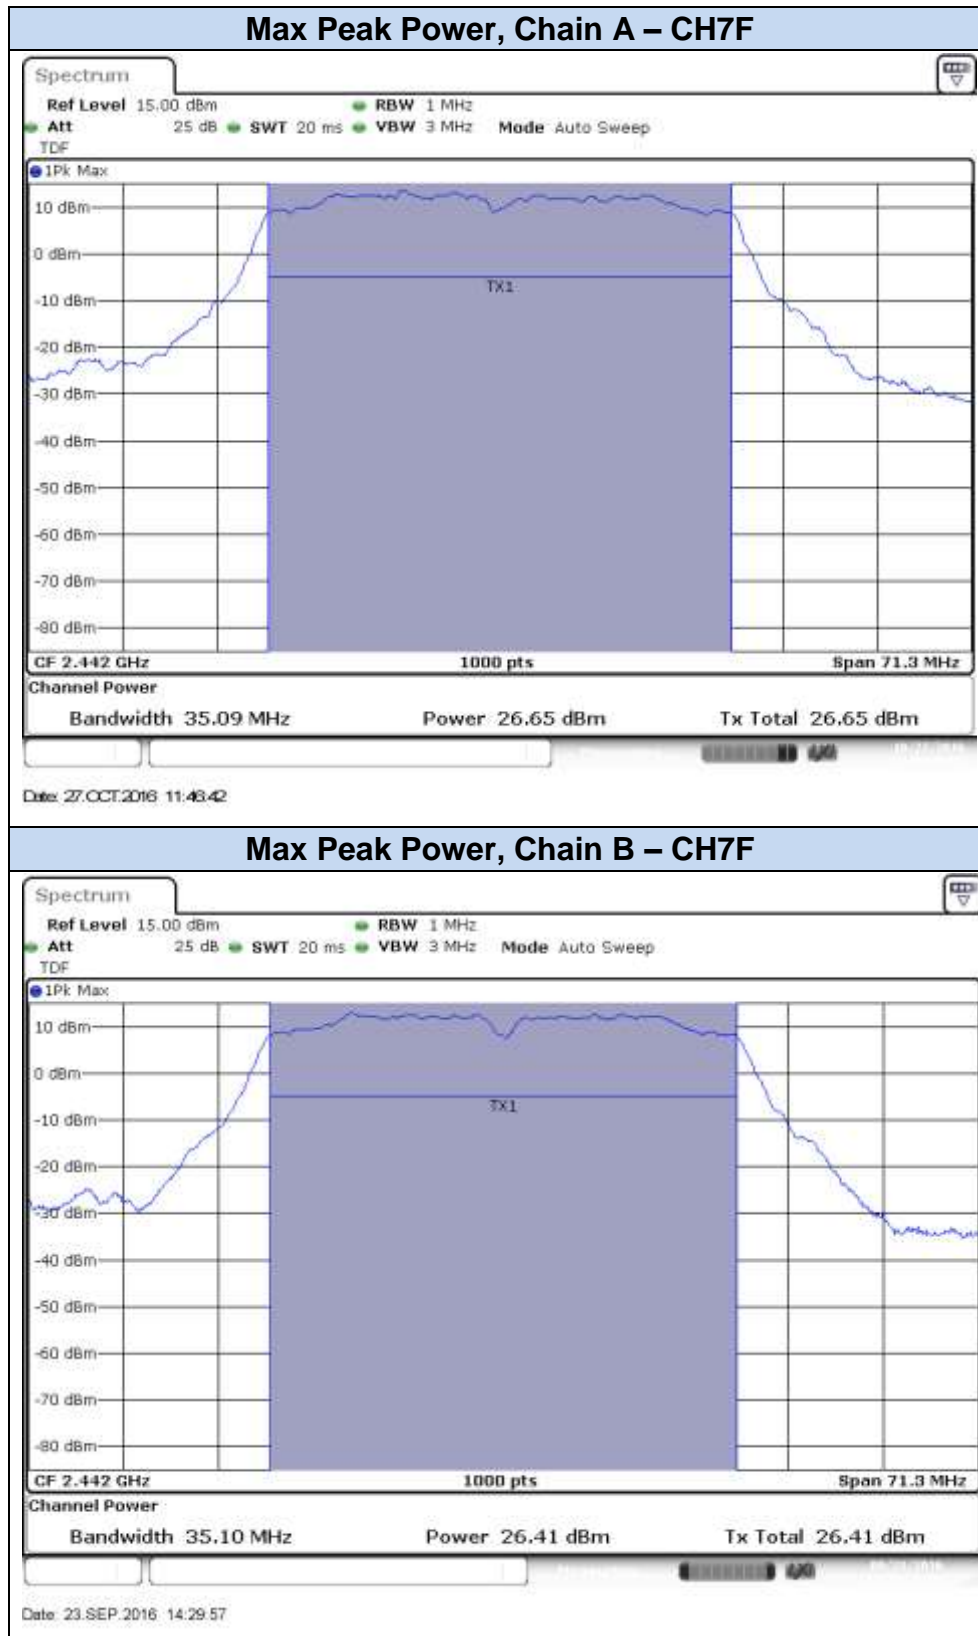 Max Peak Power, Chain A – CH7F
Spectrum
Ref Level 15.00 dBm RBW 1 MHz
Att 25 dB SWT 20 ms VBW 3 MHz Mode Auto Sweep
TDF
1Pk Max
10 dBm
0 dBm
TX1
-10 dBm
-20 dBm
-30 dBm
-40 dBm
-50 dBm
-60 dBm
-70 dBm
-80 dBm
CF 2.442 GHz 1000 pts Span 71.3 MHz
Channel Power
Bandwidth 35.09 MHz Power 26.65 dBm Tx Total 26.65 dBm
Date: 27.OCT.2016 11:46:42
Max Peak Power, Chain B – CH7F
Spectrum
Ref Level 15.00 dBm RBW 1 MHz
Att 25 dB SWT 20 ms VBW 3 MHz Mode Auto Sweep
TDF
1Pk Max
10 dBm
0 dBm
TX1
-10 dBm
-20 dBm
-30 dBm
-40 dBm
-50 dBm
-60 dBm
-70 dBm
-80 dBm
CF 2.442 GHz 1000 pts Span 71.3 MHz
Channel Power
Bandwidth 35.10 MHz Power 26.41 dBm Tx Total 26.41 dBm
Date: 23.SEP.2016 14:29:57